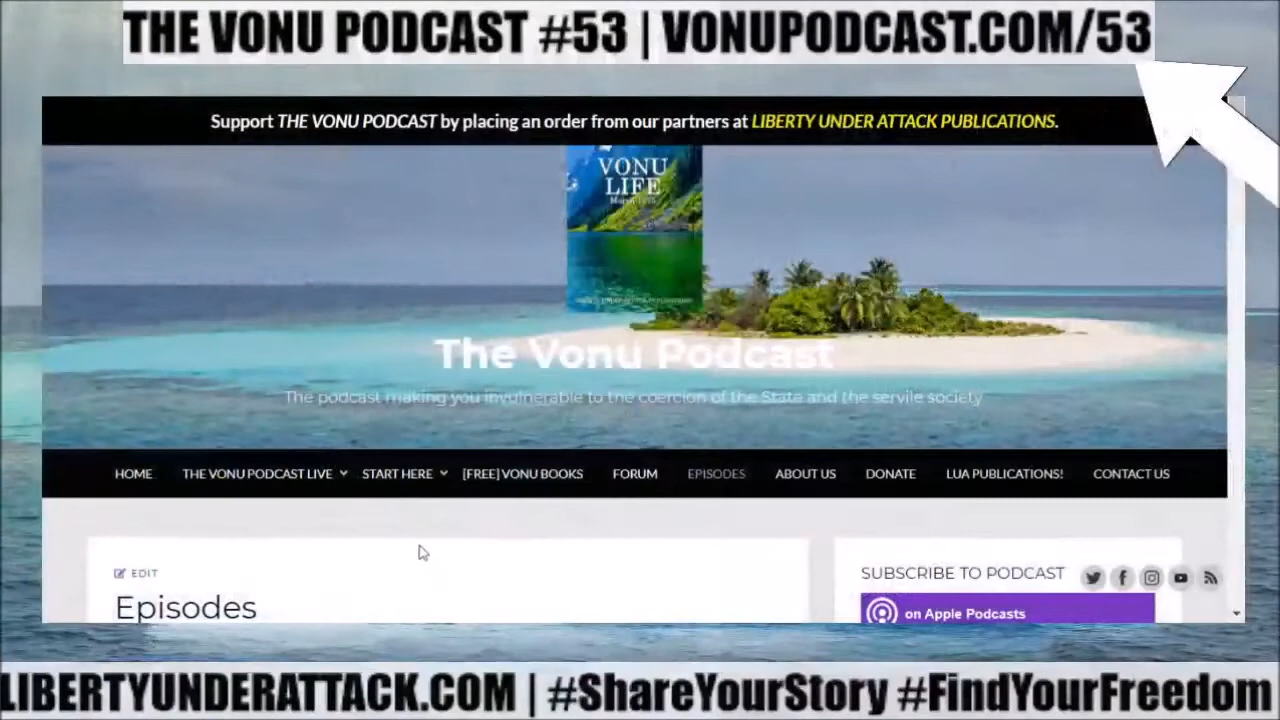 THE VONU PODCAST #53 | VONUPODCAST.COM/53
Support THE VONU PODCAST by placing an order from our partners at LIBERTY UNDER ATTACK PUBLICATIONS.
VONU
LIFE
The Vonu Podcast
The podcast making you invulnerable to the coercion of the State and the servile society
HOME THE VONU PODCAST LIVE START HERE [FREE] VONU BOOKS FORUM EPISODES ABOUT US DONATE LUA PUBLICATIONS! CONTACT US
EDIT
Episodes
SUBSCRIBE TO PODCAST
on Apple Podcasts
LIBERTYUNDERATTACK.COM | #ShareYourStory #FindYourFreedom